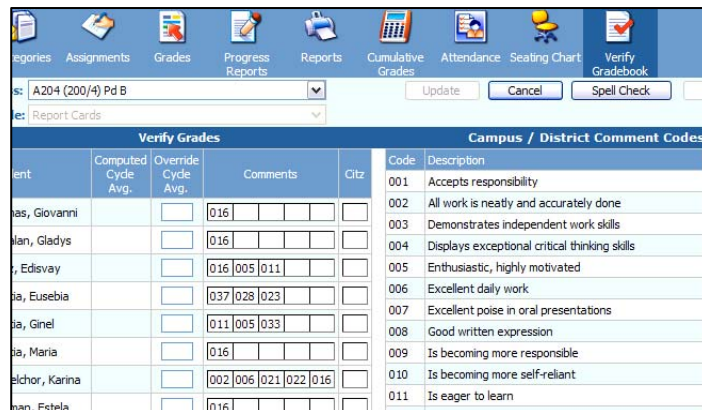 egories Assignments Grades Progress Reports Reports Cumulative Grades Attendance Seating Chart Verify Gradebook
ss: A204 (200/4) Pd B Update Cancel Spell Check
le: Report Cards
Verify Grades Campus / District Comment Codes
ent Computed Cycle Avg. Override Cycle Avg. Comments Citz Code Description
001 Accepts responsibility
nas, Giovanni 016
002 All work is neatly and accurately done
003 Demonstrates independent work skills
lan, Gladys 016
004 Displays exceptional critical thinking skills
, Edisvay 016 005 011
005 Enthusiastic, highly motivated
006 Excellent daily work
ia, Eusebia 037 028 023
007 Excellent poise in oral presentations
ia, Ginel 011 005 033
008 Good written expression
009 Is becoming more responsible
ia, Maria 016
010 Is becoming more self-reliant
elchor, Karina 002 006 021 022 016
011 Is eager to learn
man, Estela 016